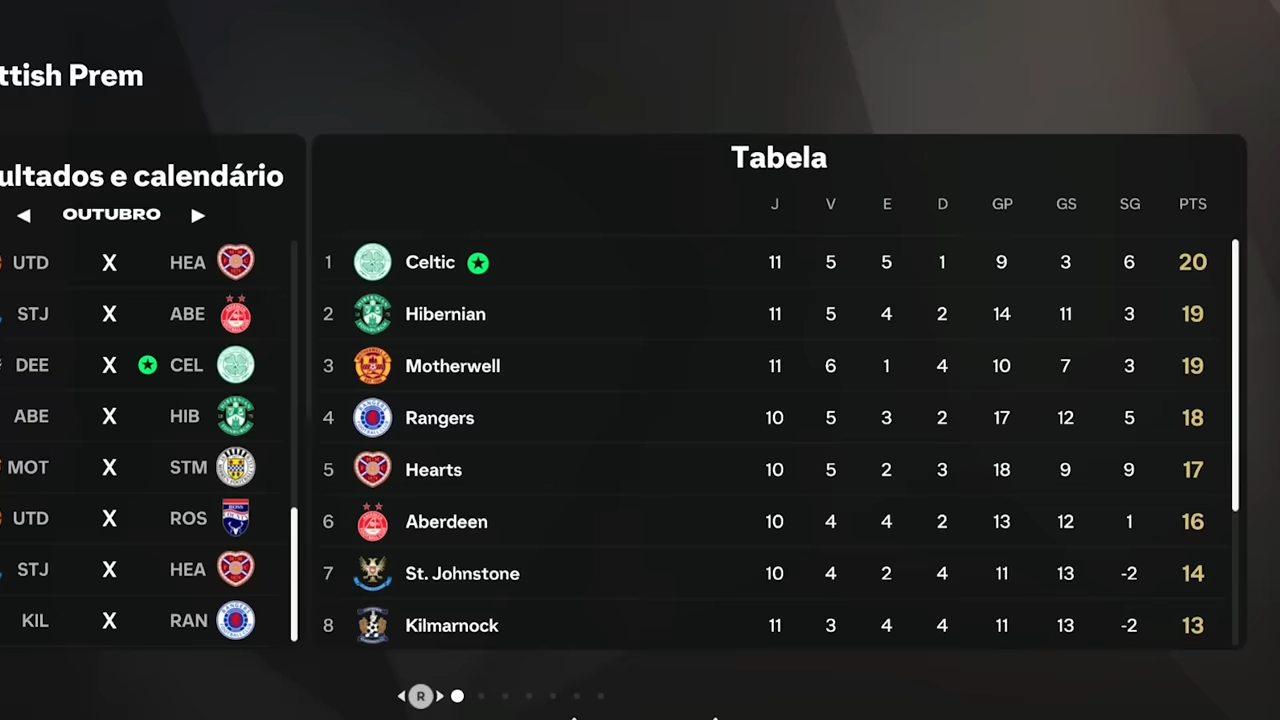 ttish Prem
ultados e calendário
OUTUBRO
UTD X HEA
STJ X ABE
DEE X CEL
ABE X HIB
MOT X STM
UTD X ROS
STJ X HEA
KIL X RAN
Tabela
J V E D GP GS SG PTS
1 Celtic 11 5 5 1 9 3 6 20
2 Hibernian 11 5 4 2 14 11 3 19
3 Motherwell 11 6 1 4 10 7 3 19
4 Rangers 10 5 3 2 17 12 5 18
5 Hearts 10 5 2 3 18 9 9 17
6 Aberdeen 10 4 4 2 13 12 1 16
7 St. Johnstone 10 4 2 4 11 13 -2 14
8 Kilmarnock 11 3 4 4 11 13 -2 13
R